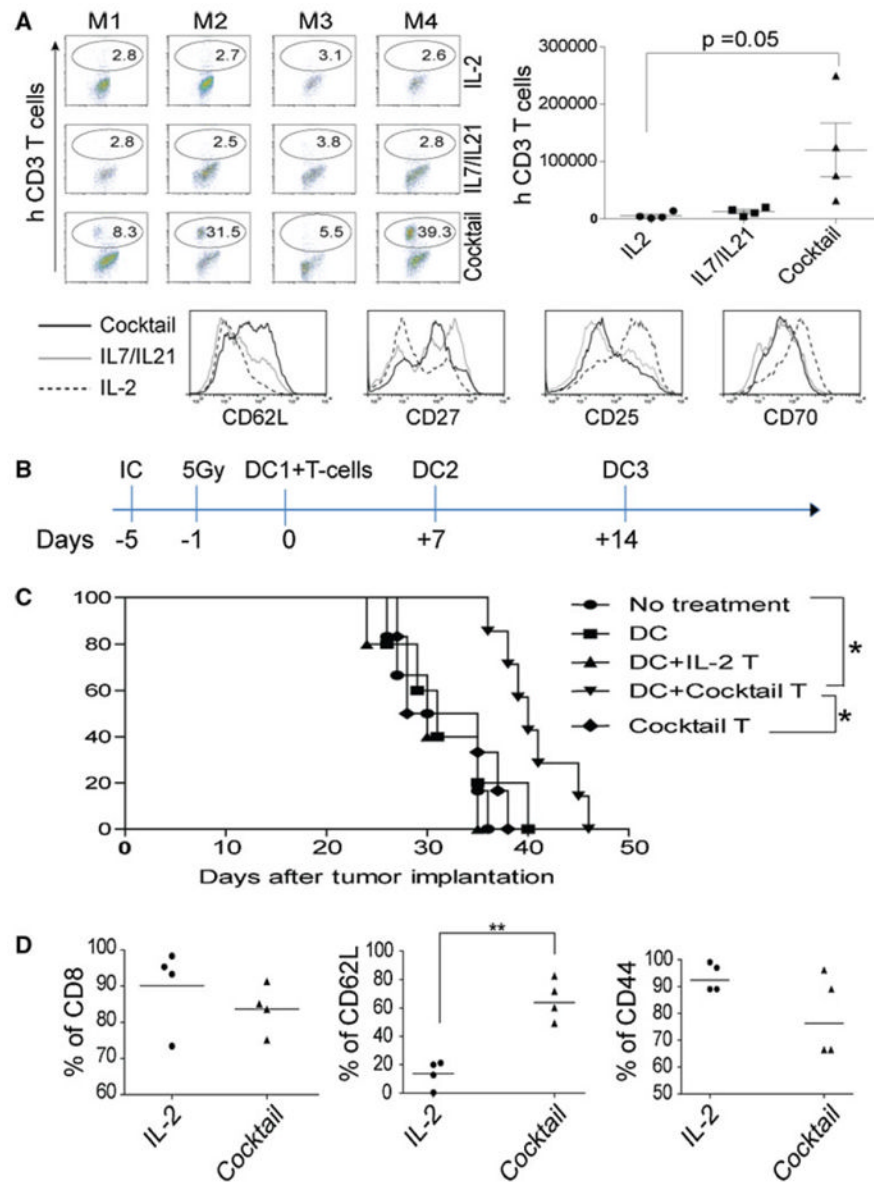 A
M1 M2 M3 M4
h CD3 T cells
2.8 2.7 3.1 2.6
IL-2
2.8 2.5 3.8 2.8
IL7/IL21
8.3 31.5 5.5 39.3
Cocktail
p =0.05
h CD3 T cells
300000
200000
100000
0
IL2 IL7/IL21 Cocktail
Cocktail
IL7/IL21
IL-2
CD62L CD27 CD25 CD70
B
IC 5Gy DC1+T-cells DC2 DC3
Days -5 -1 0 +7 +14
C
100
80
60
40
20
0
0 10 20 30 40 50
Days after tumor implantation
No treatment
DC
DC+IL-2 T
DC+Cocktail T
Cocktail T
*
*
D
% of CD8
100
90
80
70
60
IL-2 Cocktail
% of CD62L
**
100
80
60
40
20
0
IL-2 Cocktail
% of CD44
100
90
80
70
60
50
IL-2 Cocktail